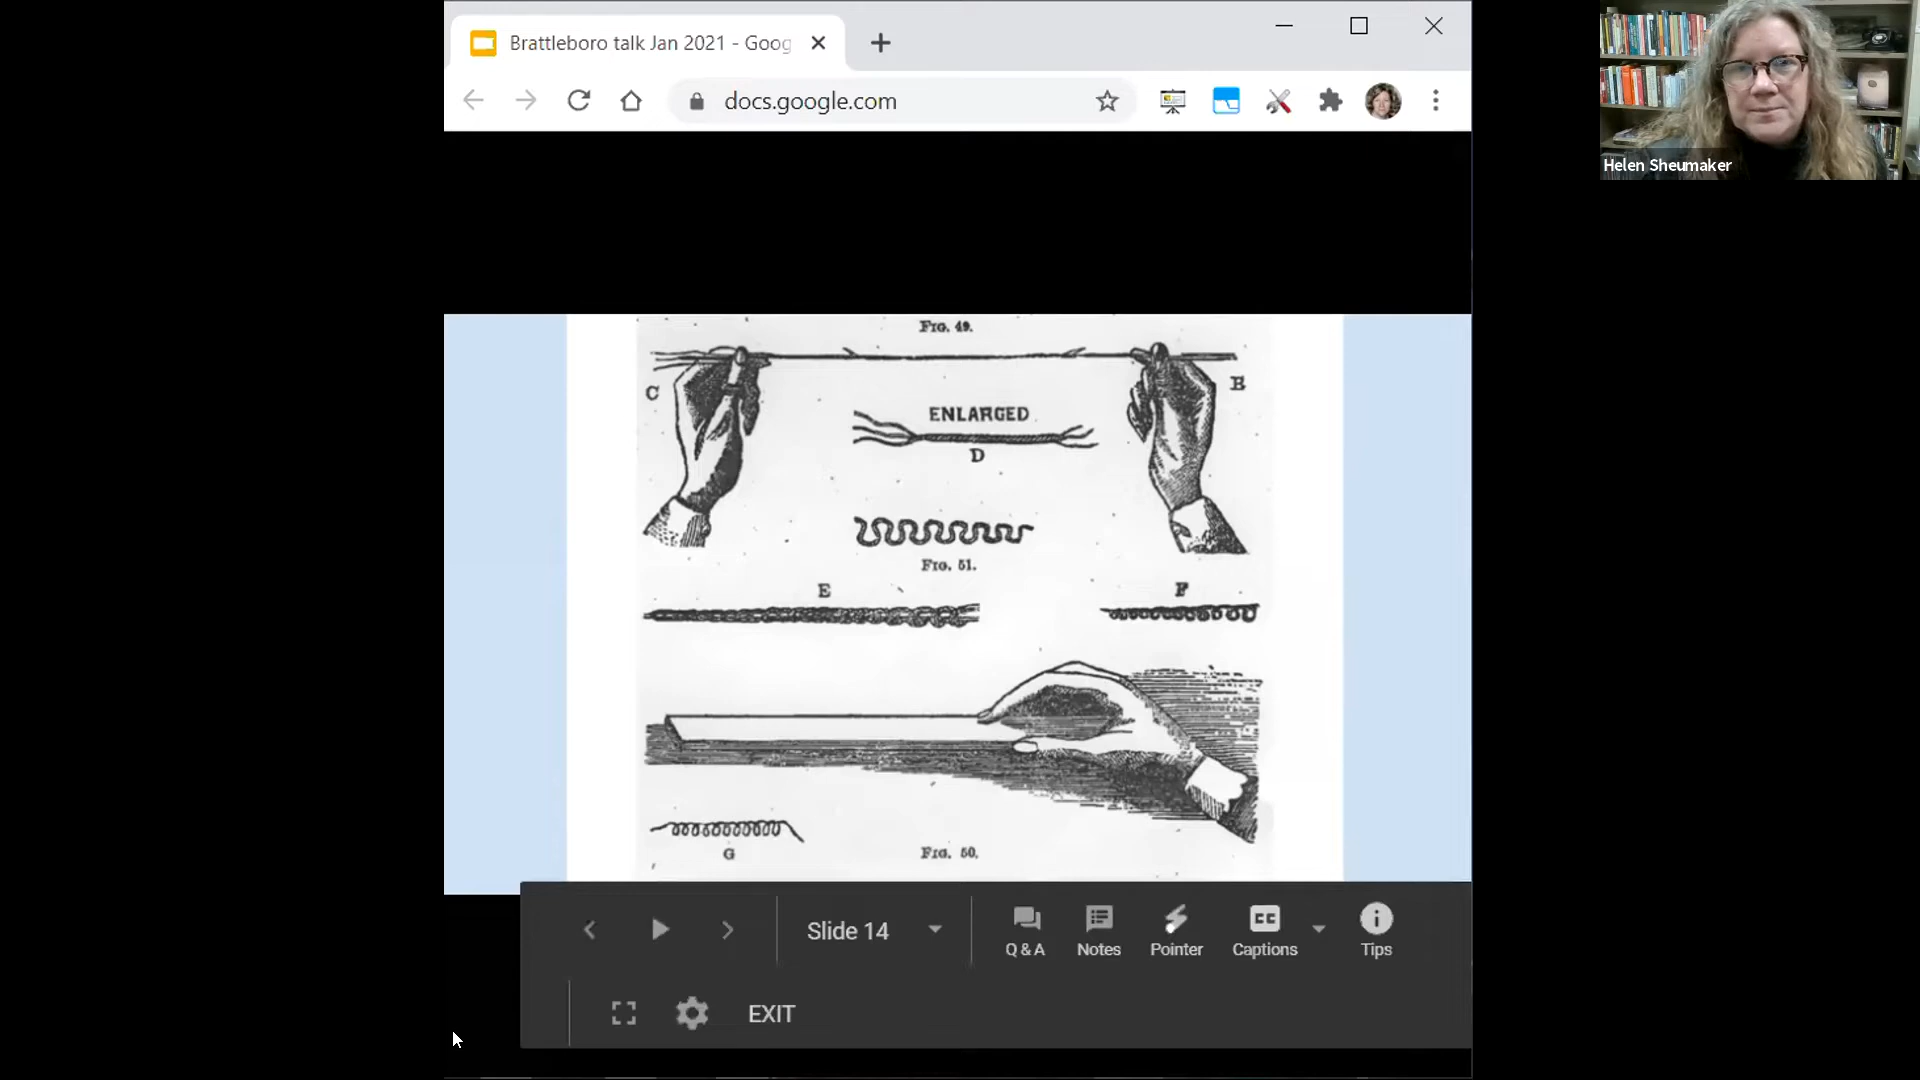 Brattleboro talk Jan 2021 - Goog
docs.google.com
Helen Sheumaker
FIG. 49.
C
B
ENLARGED
D
FIG. 51.
E
F
G
FIG. 50.
Slide 14
Q & A
Notes
Pointer
CC
Captions
Tips
EXIT